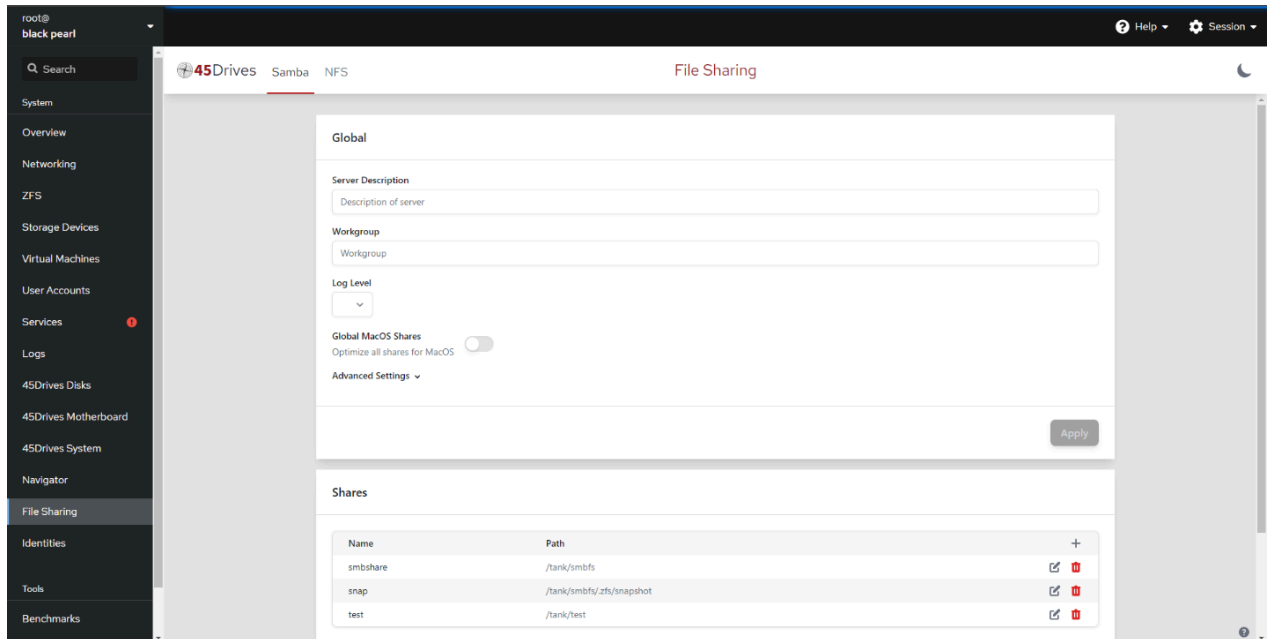 root@
black pearl
Help
Session
Search
45Drives
Samba
NFS
File Sharing
System
Overview
Networking
ZFS
Storage Devices
Virtual Machines
User Accounts
Services
Logs
45Drives Disks
45Drives Motherboard
45Drives System
Navigator
File Sharing
Identities
Tools
Benchmarks
Global
Server Description
Description of server
Workgroup
Workgroup
Log Level
Global MacOS Shares
Optimize all shares for MacOS
Advanced Settings
Apply
Shares
Name Path +
smbshare /tank/smbfs
snap /tank/smbfs/.zfs/snapshot
test /tank/test